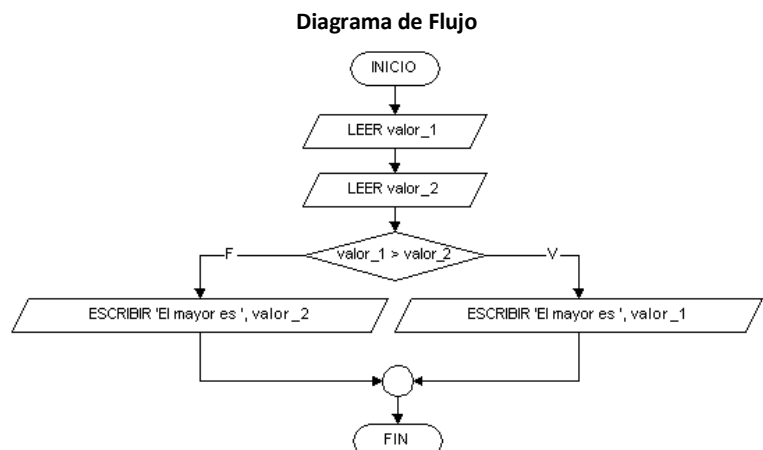 Diagrama de Flujo
INICIO
LEER valor_1
LEER valor_2
F
valor_1 > valor_2
V
ESCRIBIR 'El mayor es ', valor_2
ESCRIBIR 'El mayor es ', valor_1
FIN